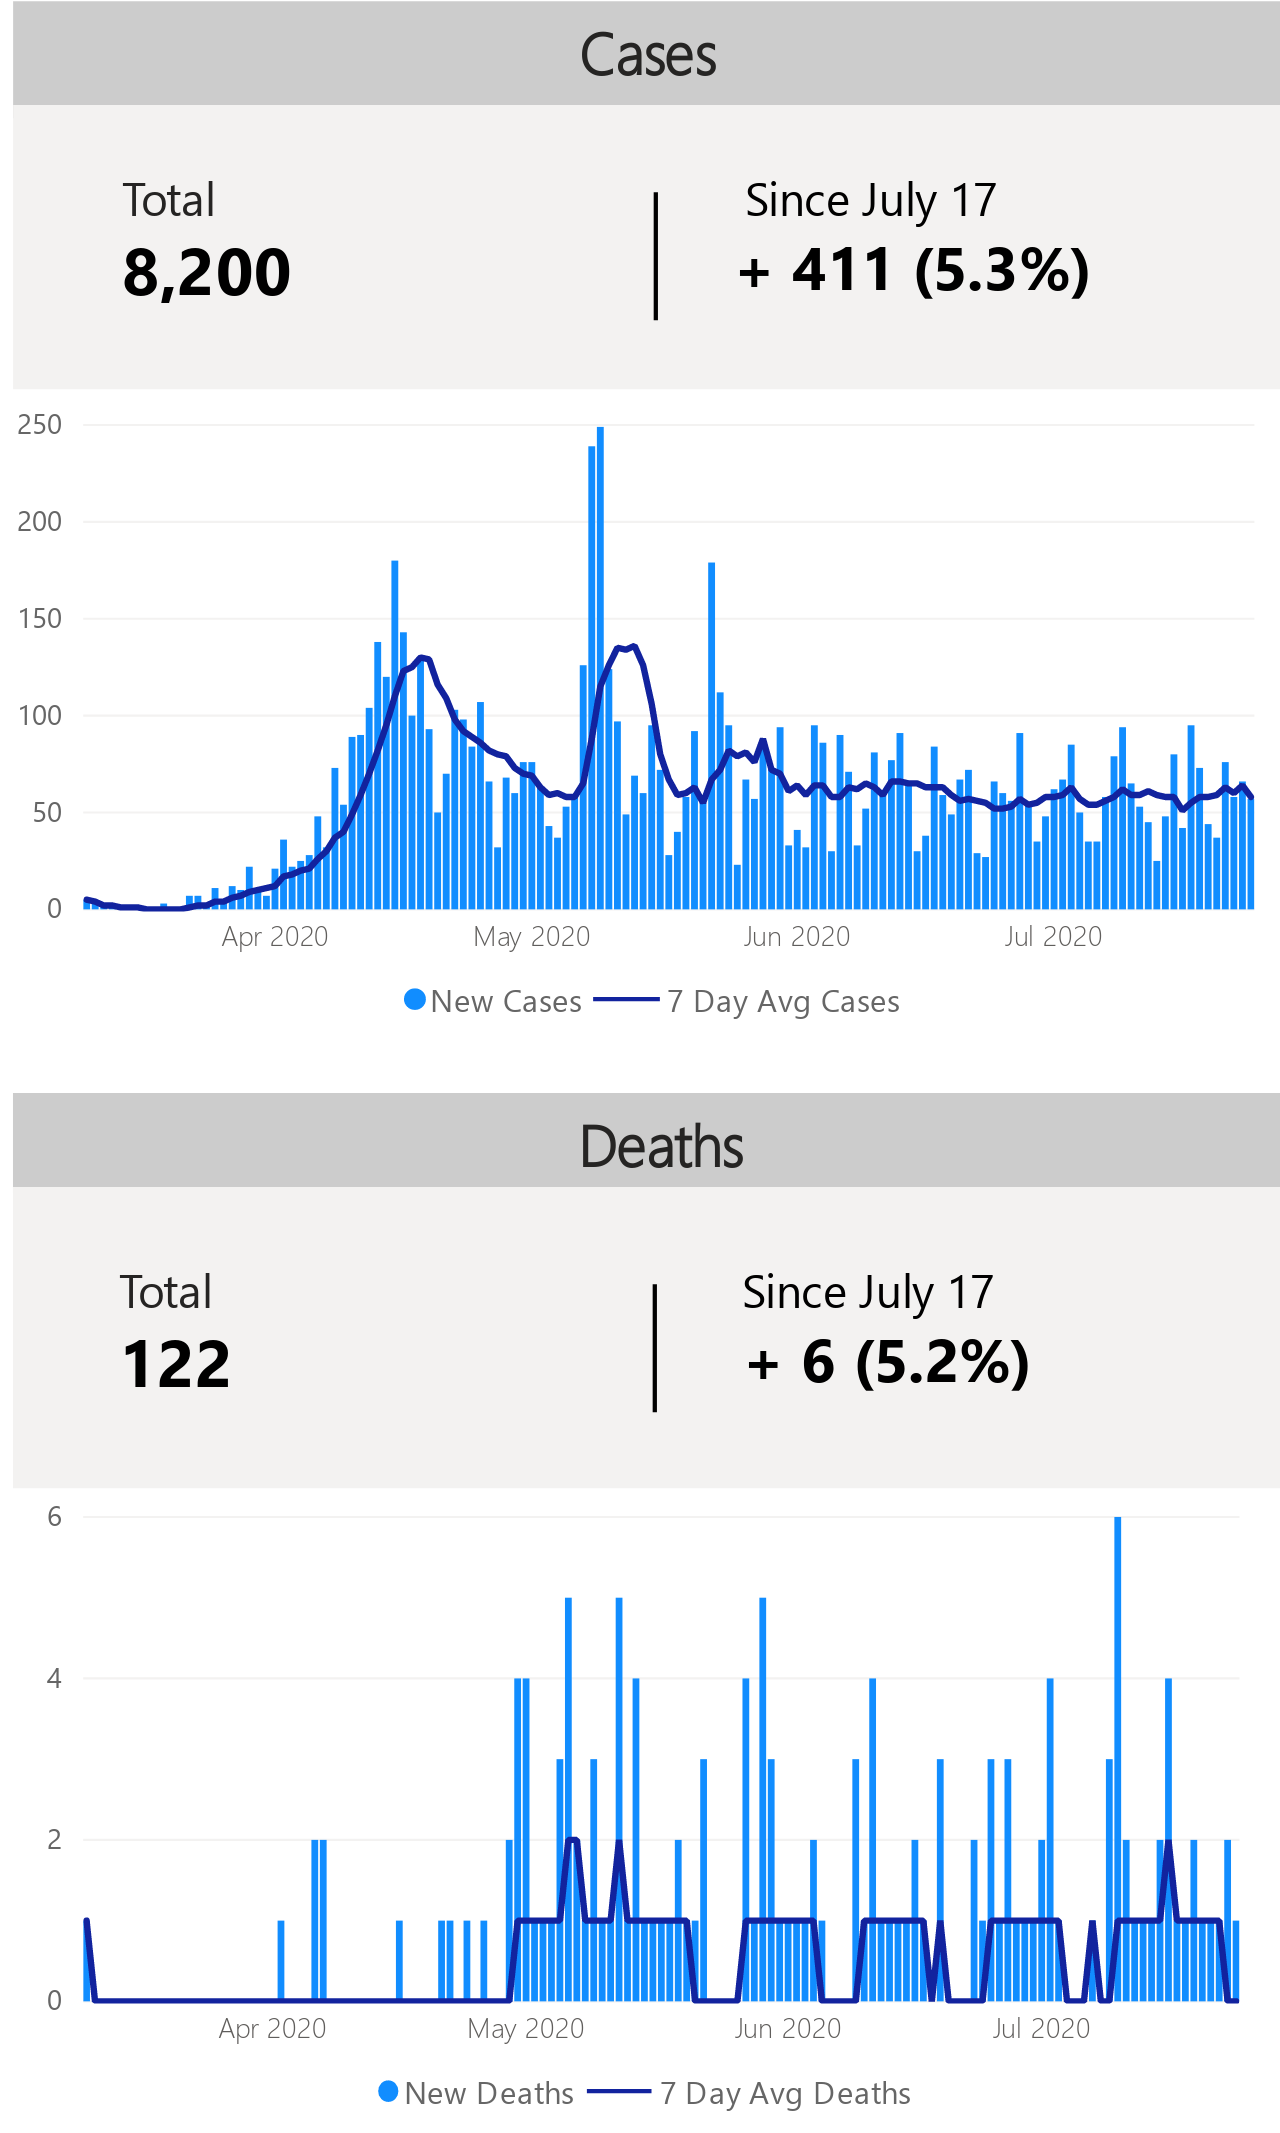 Cases
Total
Since July 17
8,200
+ 411 (5.3%)
250
200
150
100
50
0
Apr 2020
May 2020
Jun 2020
Jul 2020
New Cases
7 Day Avg Cases
Deaths
Total
Since July 17
122
+ 6 (5.2%)
6
4
2
0
Apr 2020
May 2020
Jun 2020
Jul 2020
New Deaths
7 Day Avg Deaths